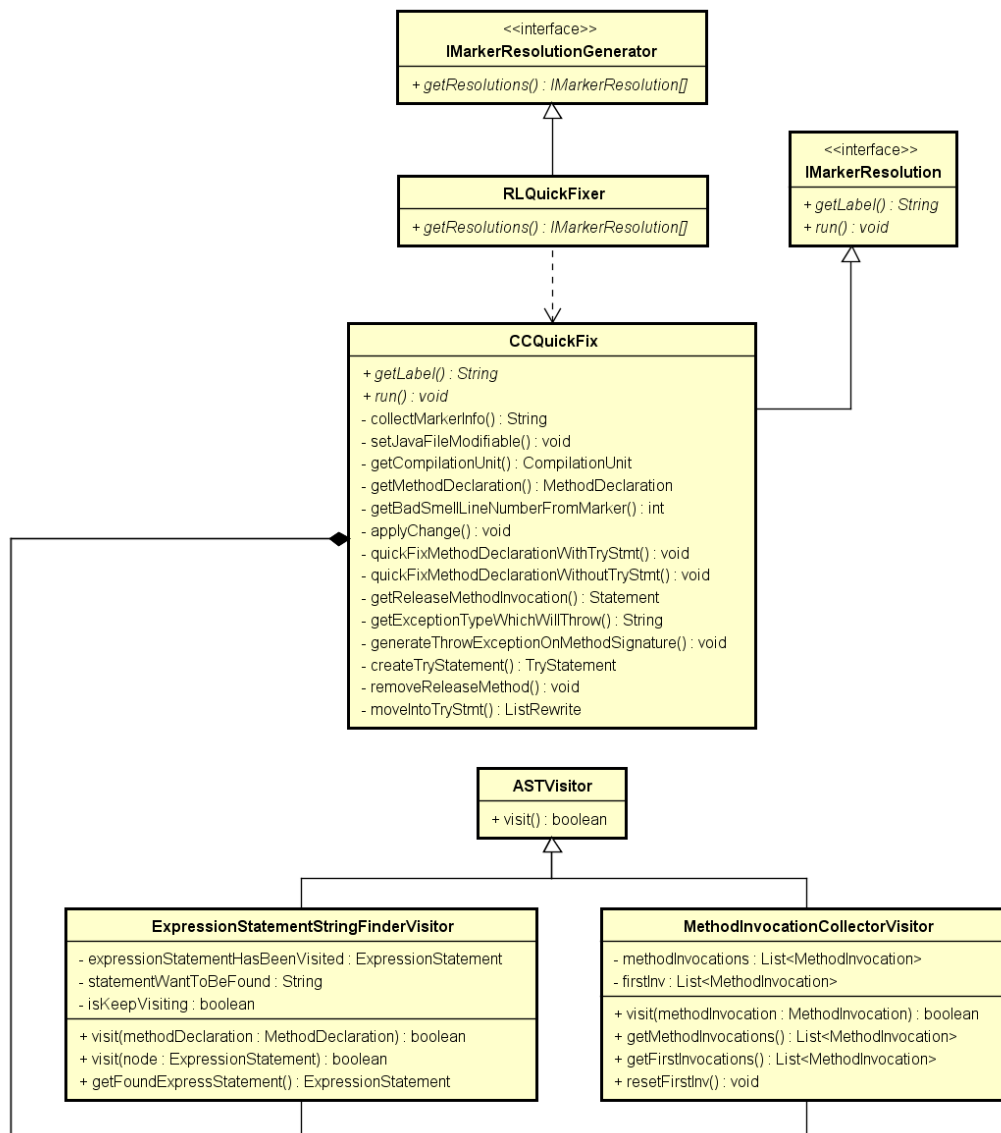 <<interface>>
IMarkerResolutionGenerator
+ getResolutions() : IMarkerResolution[]
<<interface>>
IMarkerResolution
+ getLabel() : String
+ run() : void
RLQuickFixer
+ getResolutions() : IMarkerResolution[]
CCQuickFix
+ getLabel() : String
+ run() : void
- collectMarkerInfo() : String
- setJavaFileModifiable() : void
- getCompilationUnit() : CompilationUnit
- getMethodDeclaration() : MethodDeclaration
- getBadSmellLineNumberFromMarker() : int
- applyChange() : void
- quickFixMethodDeclarationWithTryStmt() : void
- quickFixMethodDeclarationWithoutTryStmt() : void
- getReleaseMethodInvocation() : Statement
- getExceptionTypeWhichWillThrow() : String
- generateThrowExceptionOnMethodSignature() : void
- createTryStatement() : TryStatement
- removeReleaseMethod() : void
- moveIntoTryStmt() : ListRewrite
ASTVisitor
+ visit() : boolean
ExpressionStatementStringFinderVisitor
- expressionStatementHasBeenVisited : ExpressionStatement
- statementWantToBeFound : String
- isKeepVisiting : boolean
+ visit(methodDeclaration : MethodDeclaration) : boolean
+ visit(node : ExpressionStatement) : boolean
+ getFoundExpressStatement() : ExpressionStatement
MethodInvocationCollectorVisitor
- methodInvocations : List<MethodInvocation>
- firstInv : List<MethodInvocation>
+ visit(methodInvocation : MethodInvocation) : boolean
+ getMethodInvocations() : List<MethodInvocation>
+ getFirstInvocations() : List<MethodInvocation>
+ resetFirstInv() : void